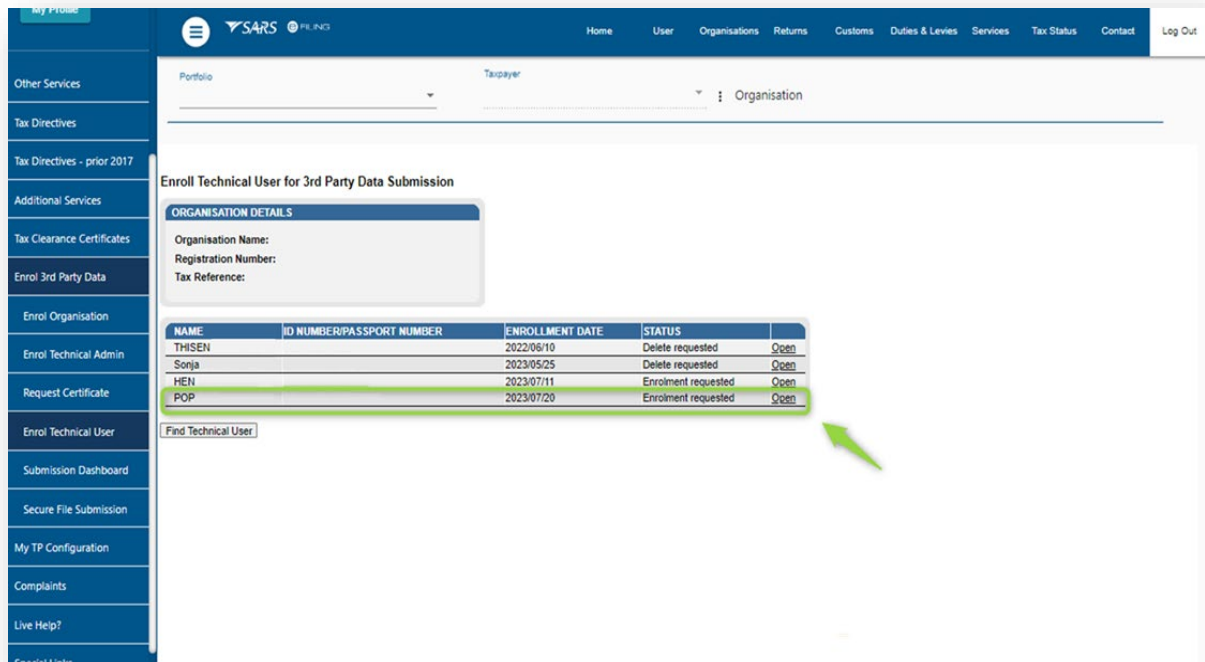 My Profile
SARS eFILING
Home User Organisations Returns Customs Duties & Levies Services Tax Status Contact Log Out
Other Services
Tax Directives
Tax Directives - prior 2017
Additional Services
Tax Clearance Certificates
Enrol 3rd Party Data
Enrol Organisation
Enrol Technical Admin
Request Certificate
Enrol Technical User
Submission Dashboard
Secure File Submission
My TP Configuration
Complaints
Live Help?
Special Links
Portfolio
Taxpayer
Organisation
Enroll Technical User for 3rd Party Data Submission
ORGANISATION DETAILS
Organisation Name:
Registration Number:
Tax Reference:
NAME ID NUMBER/PASSPORT NUMBER ENROLLMENT DATE STATUS
THISEN 2022/06/10 Delete requested Open
Sonja 2023/05/25 Delete requested Open
HEN 2023/07/11 Enrolment requested Open
POP 2023/07/20 Enrolment requested Open
Find Technical User